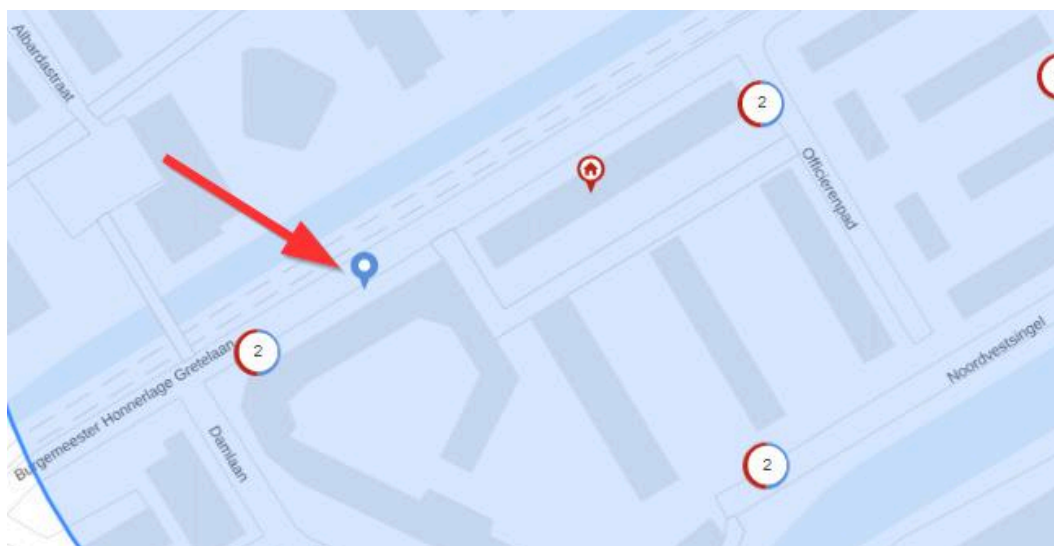 Albardastraat
2
Officierenpad
2
Burgemeester Honnerlage Gretelaan
Noordvestsingel
Damlaan
2